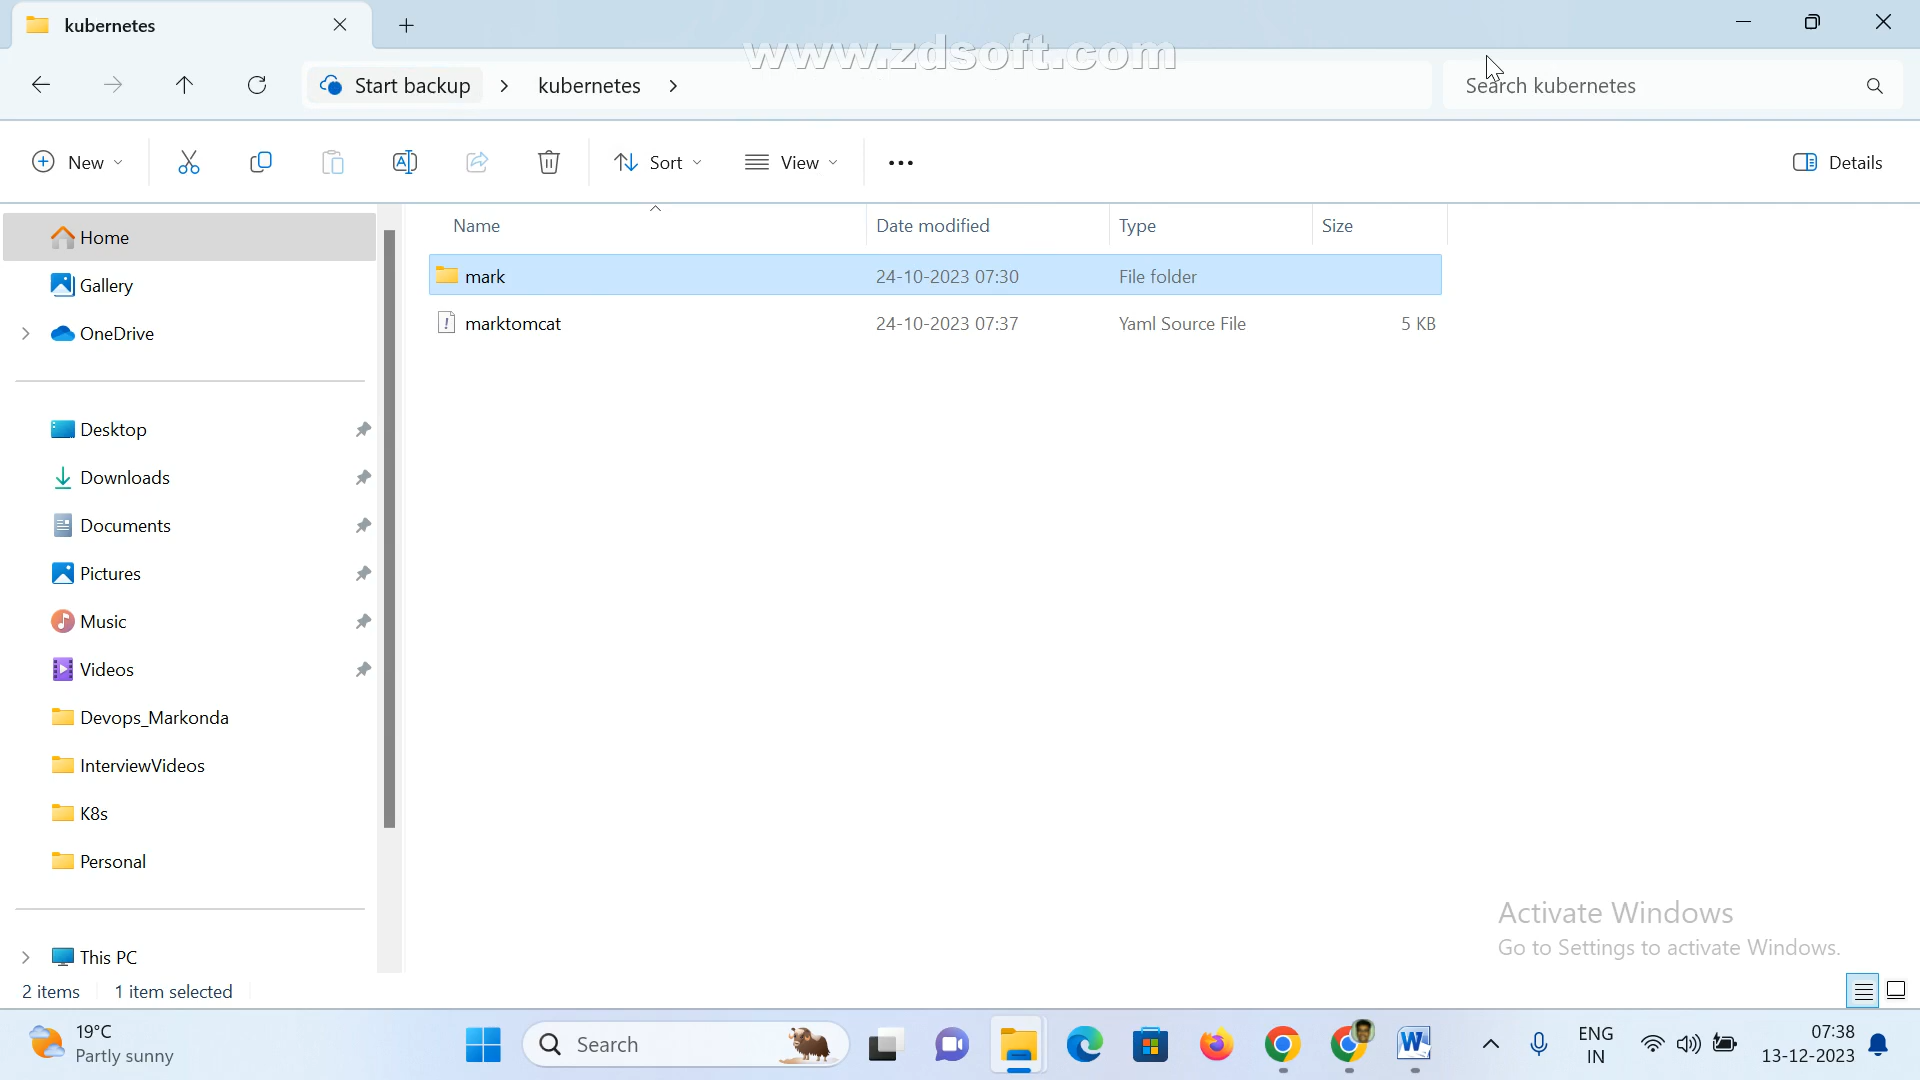 kubernetes
www.zdsoft.com
Start backup > kubernetes >
Search kubernetes
New
Sort
View
Details
Name Date modified Type Size
mark 24-10-2023 07:30 File folder
marktomcat 24-10-2023 07:37 Yaml Source File 5 KB
Home
Gallery
OneDrive
Desktop
Downloads
Documents
Pictures
Music
Videos
Devops_Markonda
InterviewVideos
K8s
Personal
This PC
Activate Windows
Go to Settings to activate Windows.
2 items 1 item selected
19°C
Partly sunny
Search
ENG
IN
07:38
13-12-2023